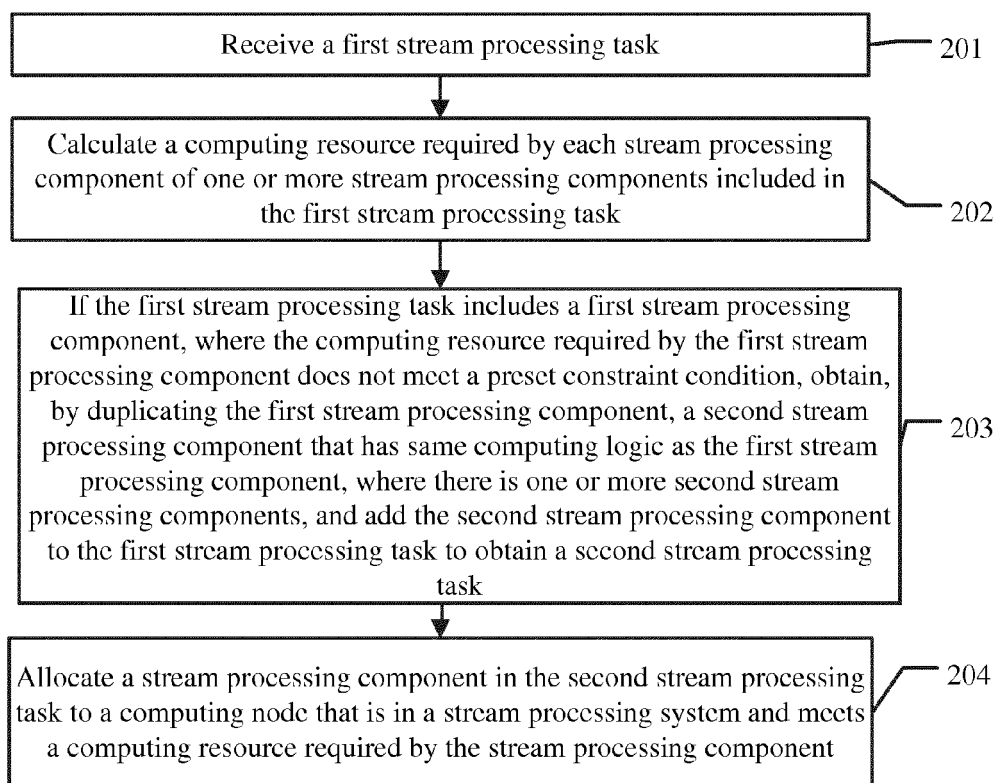 Receive a first stream processing task
201
Calculate a computing resource required by each stream processing
component of one or more stream processing components included in
the first stream processing task
202
If the first stream processing task includes a first stream processing
component, where the computing resource required by the first stream
processing component does not meet a preset constraint condition, obtain,
by duplicating the first stream processing component, a second stream
processing component that has same computing logic as the first stream
processing component, where there is one or more second stream
processing components, and add the second stream processing component
to the first stream processing task to obtain a second stream processing
task
203
Allocate a stream processing component in the second stream processing
task to a computing node that is in a stream processing system and meets
a computing resource required by the stream processing component
204